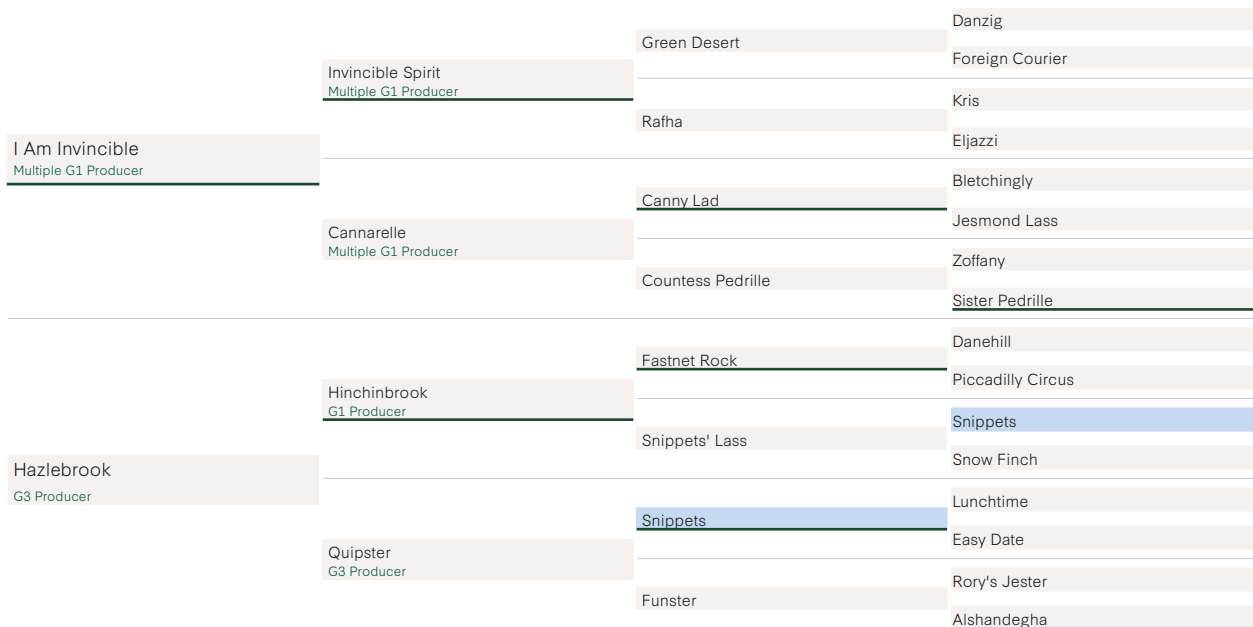 I Am Invincible
Multiple G1 Producer
Hazlebrook
G3 Producer
Invincible Spirit
Multiple G1 Producer
Cannarelle
Multiple G1 Producer
Hinchinbrook
G1 Producer
Quipster
G3 Producer
Green Desert
Rafha
Canny Lad
Countess Pedrille
Fastnet Rock
Snippets' Lass
Snippets
Funster
Danzig
Foreign Courier
Kris
Eljazzi
Bletchingly
Jesmond Lass
Zoffany
Sister Pedrille
Danehill
Piccadilly Circus
Snippets
Snow Finch
Lunchtime
Easy Date
Rory's Jester
Alshandegha